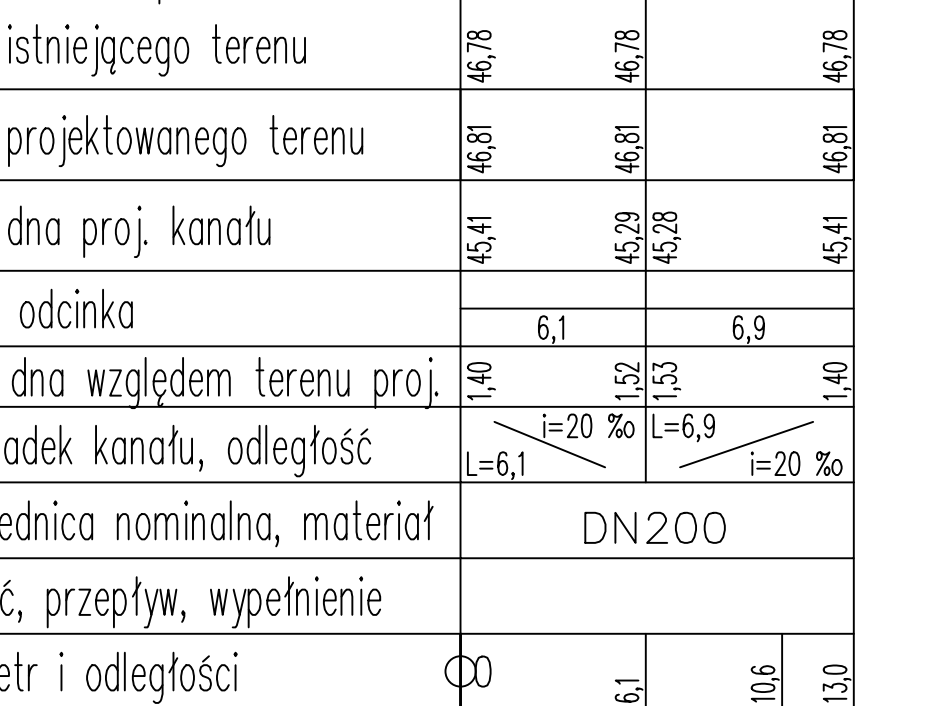 istniejącego terenu 46,78 46,78 46,78
projektowanego terenu 46,81 46,81 46,81
dna proj. kanału 45,41 45,29 45,28 45,41
odcinka
6,1 6,9
dna względem terenu proj. 1,40 1,52 1,53 1,40
adek kanału, odległość i=20 ‰ L=6,9
L=6,1 i=20 ‰
ednica nominalna, materiał DN200
ć, przepływ, wypełnienie
etr i odległości 0 6,1 10,6 13,0